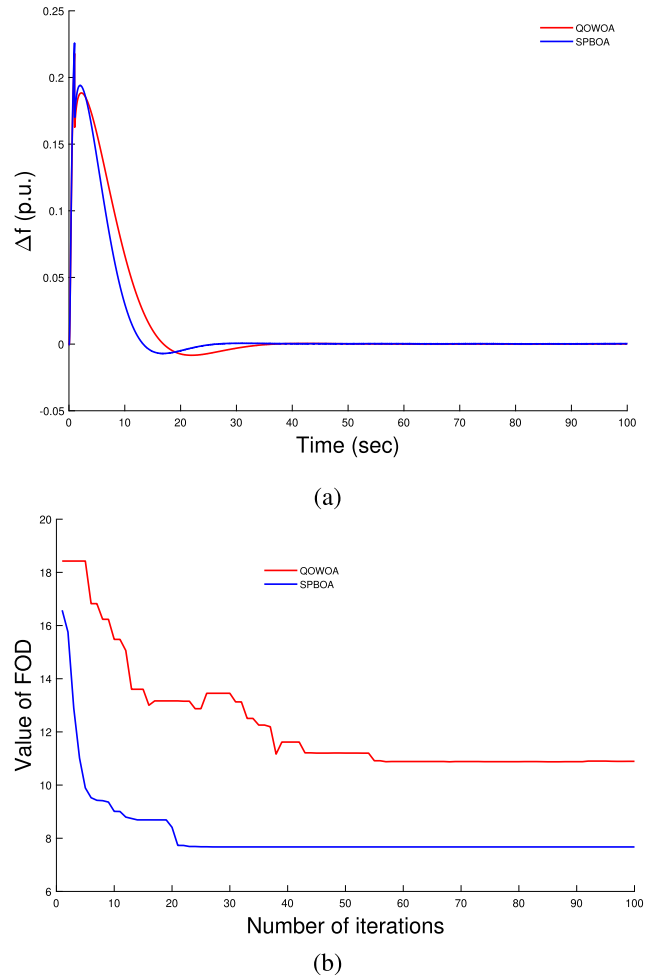 0.25
0.2
0.15
0.1
0.05
0
-0.05
Δf (p.u.)
QOWOA
SPBOA
0 10 20 30 40 50 60 70 80 90 100
Time (sec)
(a)
20
18
16
14
12
10
8
6
Value of FOD
QOWOA
SPBOA
0 10 20 30 40 50 60 70 80 90 100
Number of iterations
(b)